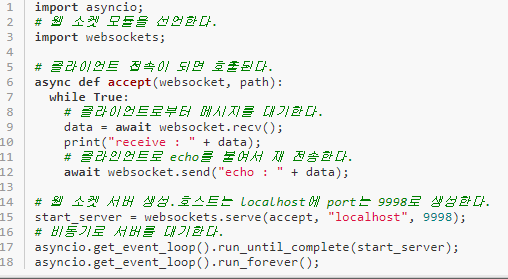 1 import asyncio;
2 # 웹 소켓 모듈을 선언한다.
3 import websockets;
4
5 # 클라이언트 접속이 되면 호출된다.
6 async def accept(websocket, path):
7 while True:
8 # 클라이언트로부터 메시지를 대기한다.
9 data = await websocket.recv();
10 print("receive : " + data);
11 # 클라인언트로 echo를 붙여서 재 전송한다.
12 await websocket.send("echo : " + data);
13
14 # 웹 소켓 서버 생성.호스트는 localhost에 port는 9998로 생성한다.
15 start_server = websockets.serve(accept, "localhost", 9998);
16 # 비동기로 서버를 대기한다.
17 asyncio.get_event_loop().run_until_complete(start_server);
18 asyncio.get_event_loop().run_forever();